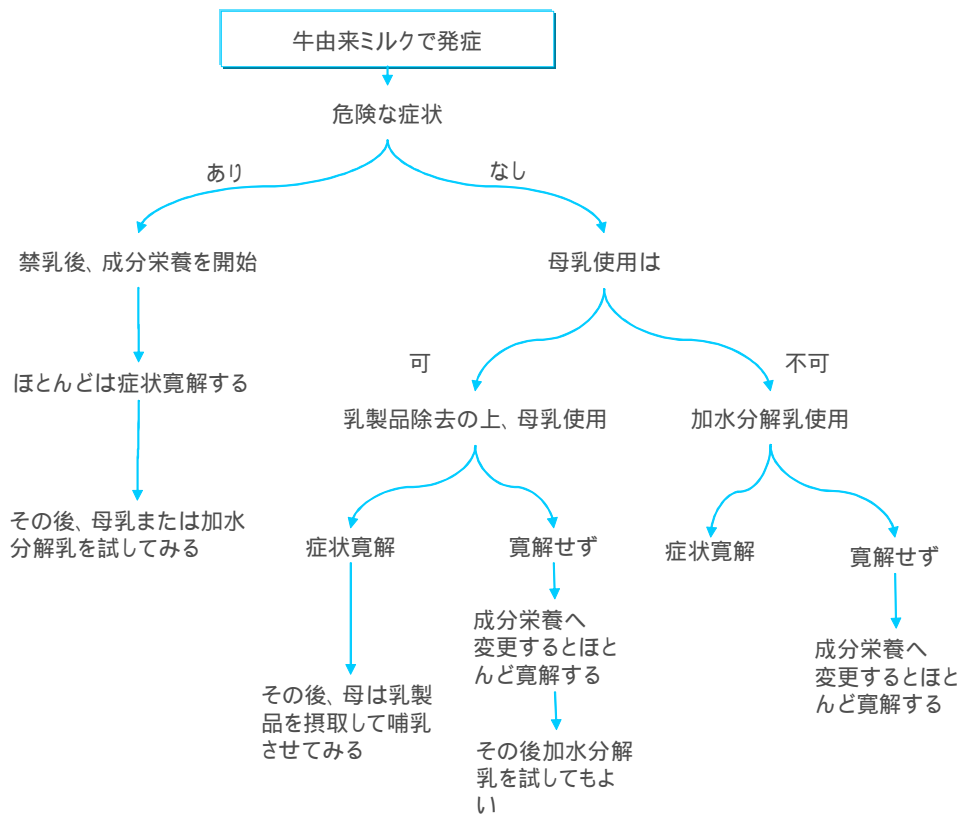 牛由来ミルクで発症
危険な症状
あり
なし
禁乳後、成分栄養を開始
母乳使用は
ほとんどは症状寛解する
可
不可
乳製品除去の上、母乳使用
加水分解乳使用
その後、母乳または加水
分解乳を試してみる
症状寛解
寛解せず
症状寛解
寛解せず
その後、母は乳製
品を摂取して哺乳
させてみる
成分栄養へ
変更するとほと
んど寛解する
その後加水分解
乳を試してもよ
い
成分栄養へ
変更するとほと
んど寛解する